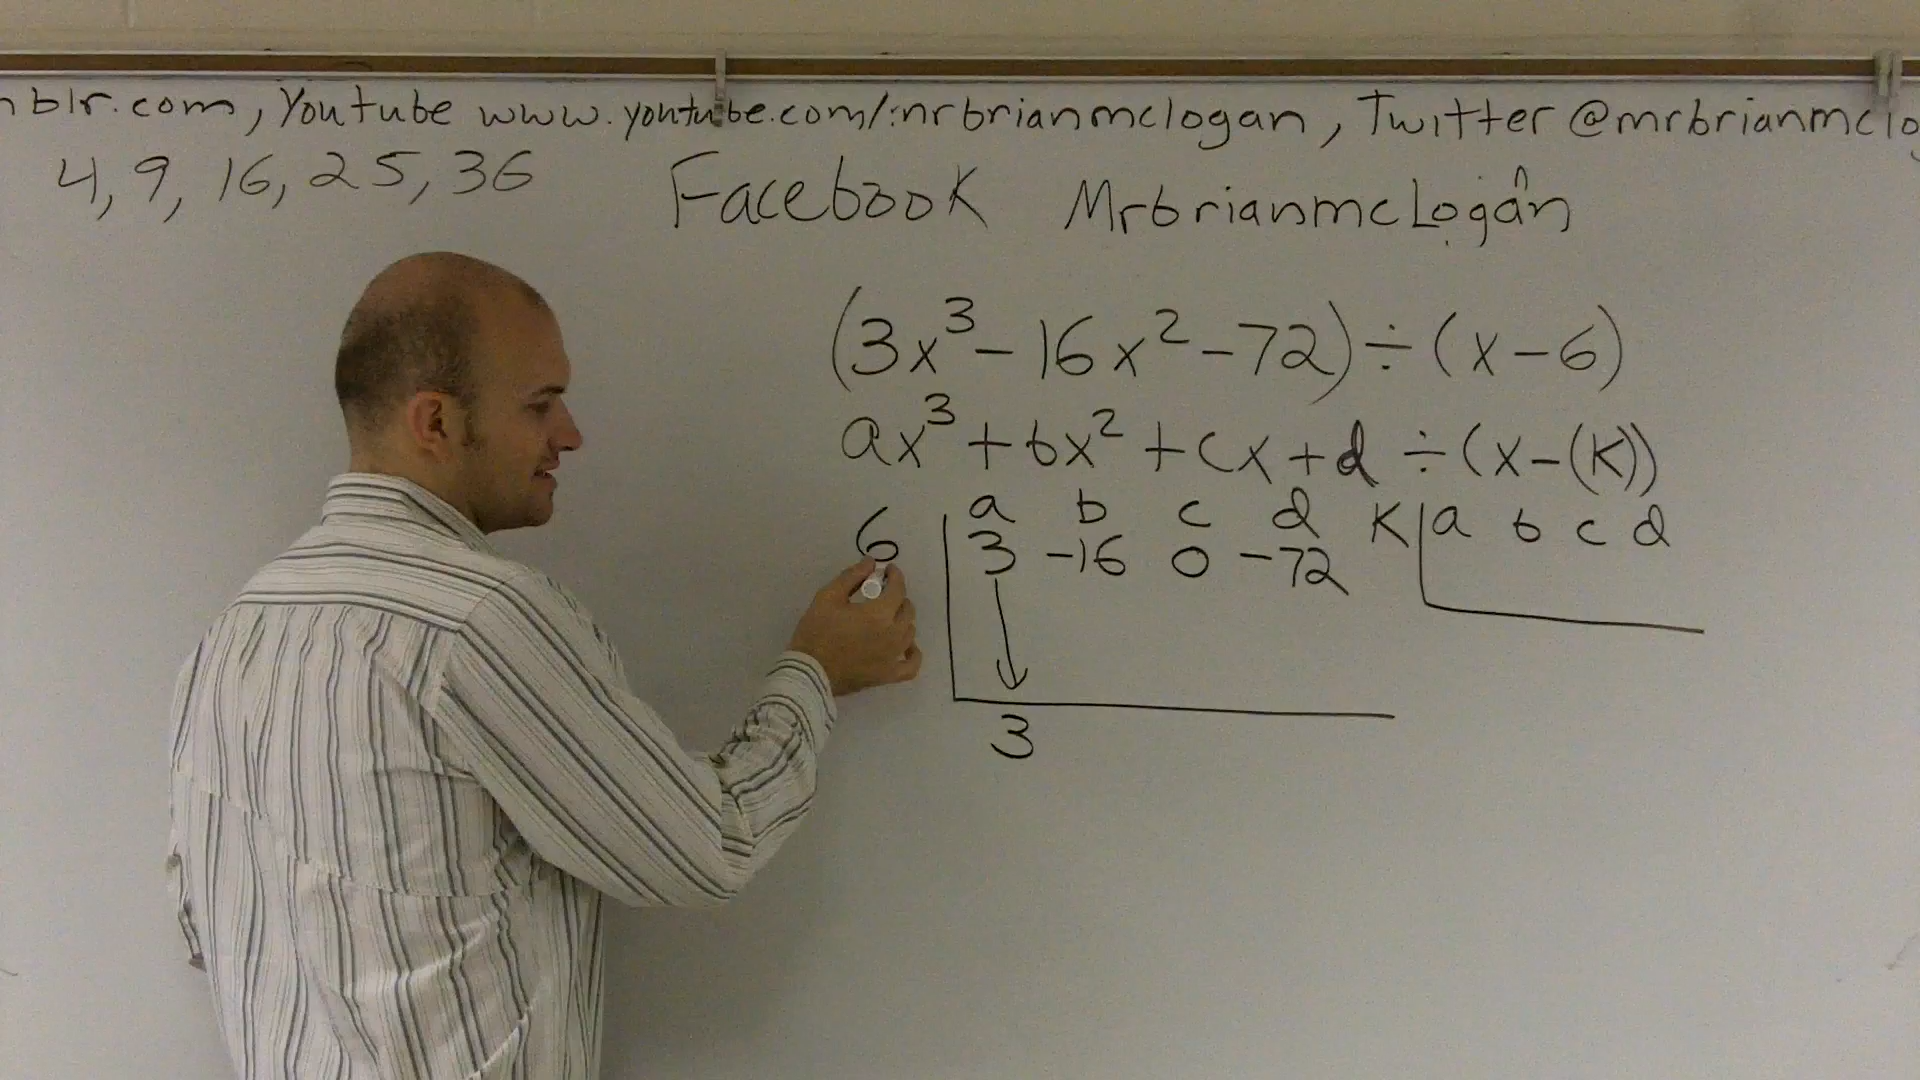 nblr.com, Youtube www.youtube.com/mrbrianmclogan, Twitter @mrbrianmclo
4, 9, 16, 25, 36 Facebook MrbrianmcLogan
(3x³ - 16x² - 72) ÷ (x - 6)
ax³ + bx² + cx + d ÷ (x - (k))
a b c d K a b c d
6 3 -16 0 -72
3